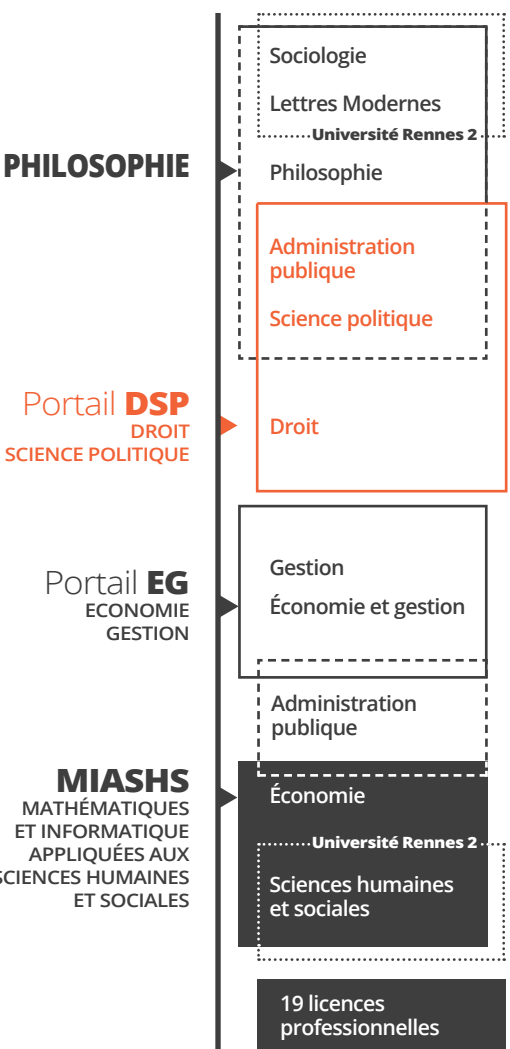 Sociologie
Lettres Modernes
Université Rennes 2
PHILOSOPHIE
Philosophie
Administration
publique
Science politique
Portail DSP
DROIT
SCIENCE POLITIQUE
Droit
Portail EG
ECONOMIE
GESTION
Gestion
Économie et gestion
Administration
publique
MIASHS
MATHÉMATIQUES
ET INFORMATIQUE
APPLIQUÉES AUX
SCIENCES HUMAINES
ET SOCIALES
Économie
Université Rennes 2
Sciences humaines
et sociales
19 licences
professionnelles